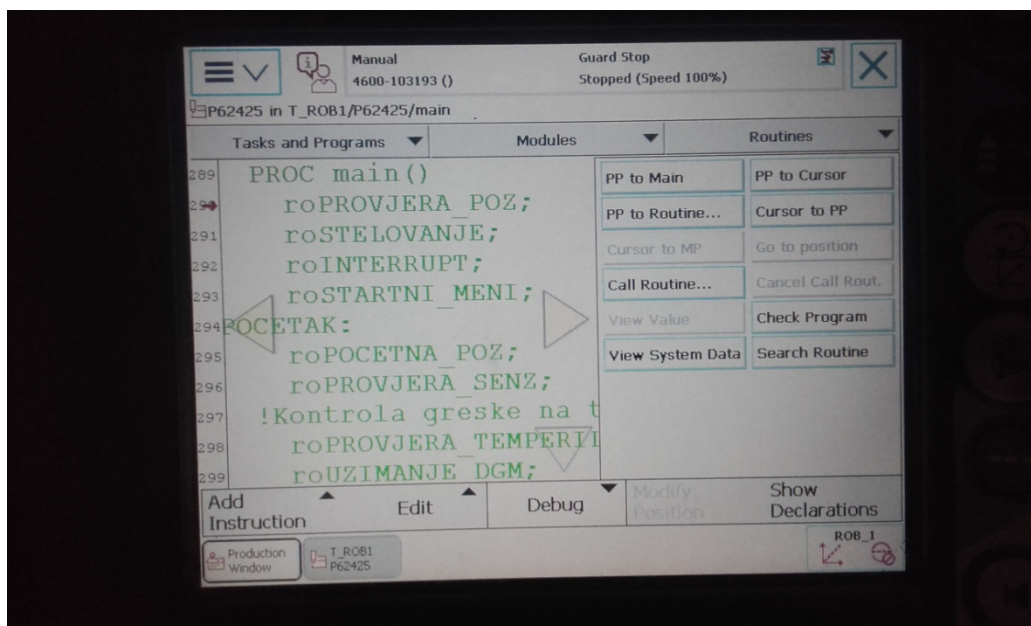 Manual
Guard Stop
4600-103193 ()
Stopped (Speed 100%)
P62425 in T_ROB1/P62425/main
Tasks and Programs
Modules
Routines
289 PROC main()
290 roPROVJERA_POZ;
291 roSTELOVANJE;
292 roINTERRUPT;
293 roSTARTNI_MENI;
294 POCETAK:
295 roPOCETNA_POZ;
296 roPROVJERA_SENZ;
297 !Kontrola greske na t
298 roPROVJERA_TEMPERI
299 roUZIMANJE_DGM;
PP to Main
PP to Cursor
PP to Routine...
Cursor to PP
Cursor to MP
Go to position
Call Routine...
Cancel Call Rout.
View Value
Check Program
View System Data
Search Routine
Add
Instruction
Edit
Debug
Modify
Position
Show
Declarations
Production
Window
T_ROB1
P62425
ROB_1